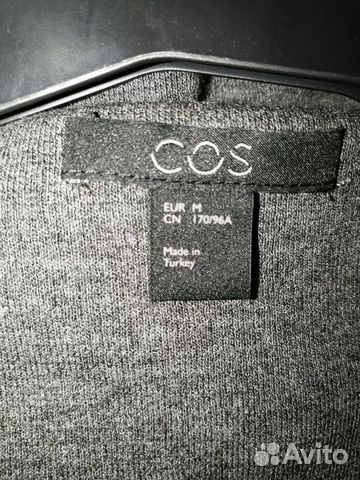 COS
EUR M
CN 170/96A
Made in
Turkey
Avito